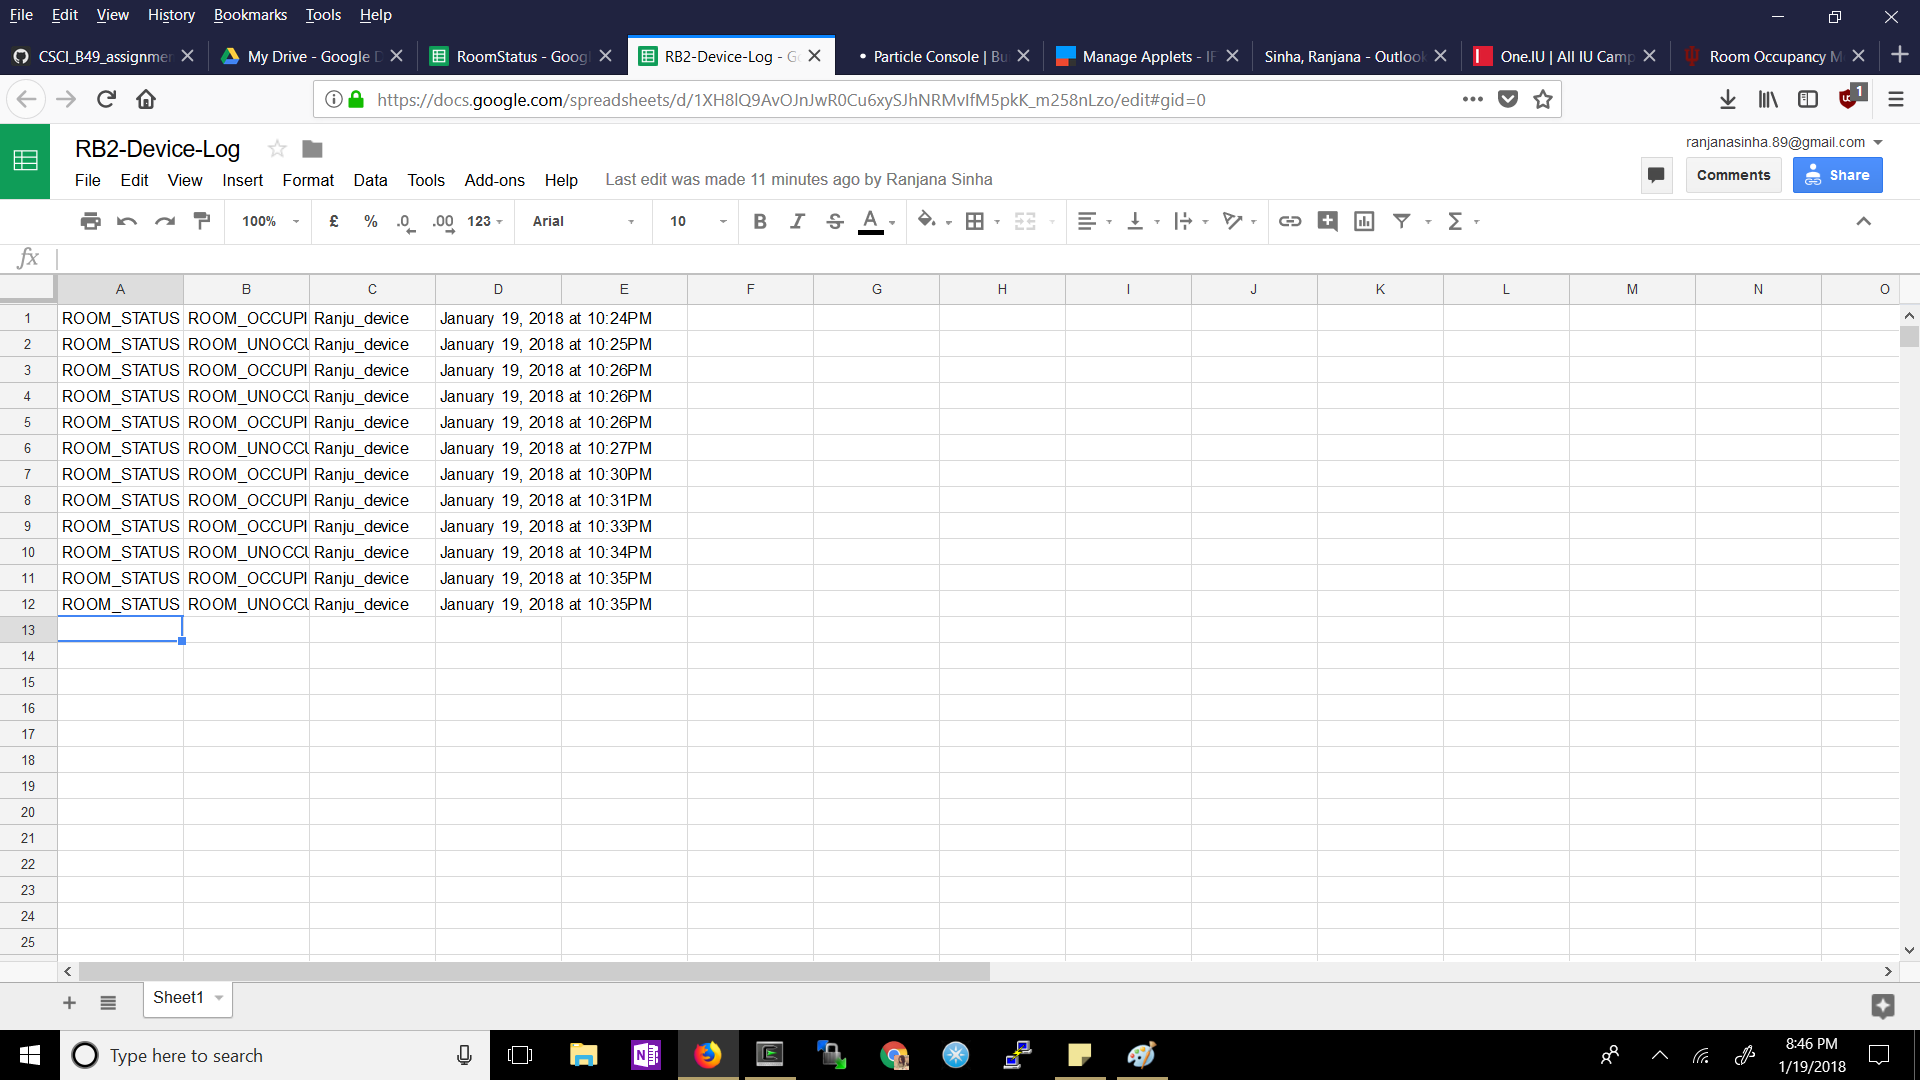 File Edit View History Bookmarks Tools Help
CSCI_B49_assignmer My Drive - Google D RoomStatus - Googl RB2-Device-Log - Go • Particle Console | Bu Manage Applets - IF Sinha, Ranjana - Outlook One.IU | All IU Camp Room Occupancy M
https://docs.google.com/spreadsheets/d/1XH8lQ9AvOJnJwR0Cu6xySJhNRMvIfM5pkK_m258nLzo/edit#gid=0
1
RB2-Device-Log
ranjanasinha.89@gmail.com
File Edit View Insert Format Data Tools Add-ons Help Last edit was made 11 minutes ago by Ranjana Sinha
Comments Share
100% £ % .0 .00 123 Arial 10 B I S A Σ
fx
A B C D E F G H I J K L M N O
1 ROOM_STATUS ROOM_OCCUPI Ranju_device January 19, 2018 at 10:24PM
2 ROOM_STATUS ROOM_UNOCCU Ranju_device January 19, 2018 at 10:25PM
3 ROOM_STATUS ROOM_OCCUPI Ranju_device January 19, 2018 at 10:26PM
4 ROOM_STATUS ROOM_UNOCCU Ranju_device January 19, 2018 at 10:26PM
5 ROOM_STATUS ROOM_OCCUPI Ranju_device January 19, 2018 at 10:26PM
6 ROOM_STATUS ROOM_UNOCCU Ranju_device January 19, 2018 at 10:27PM
7 ROOM_STATUS ROOM_OCCUPI Ranju_device January 19, 2018 at 10:30PM
8 ROOM_STATUS ROOM_OCCUPI Ranju_device January 19, 2018 at 10:31PM
9 ROOM_STATUS ROOM_OCCUPI Ranju_device January 19, 2018 at 10:33PM
10 ROOM_STATUS ROOM_UNOCCU Ranju_device January 19, 2018 at 10:34PM
11 ROOM_STATUS ROOM_OCCUPI Ranju_device January 19, 2018 at 10:35PM
12 ROOM_STATUS ROOM_UNOCCU Ranju_device January 19, 2018 at 10:35PM
13
14
15
16
17
18
19
20
21
22
23
24
25
Sheet1
Type here to search
8:46 PM
1/19/2018